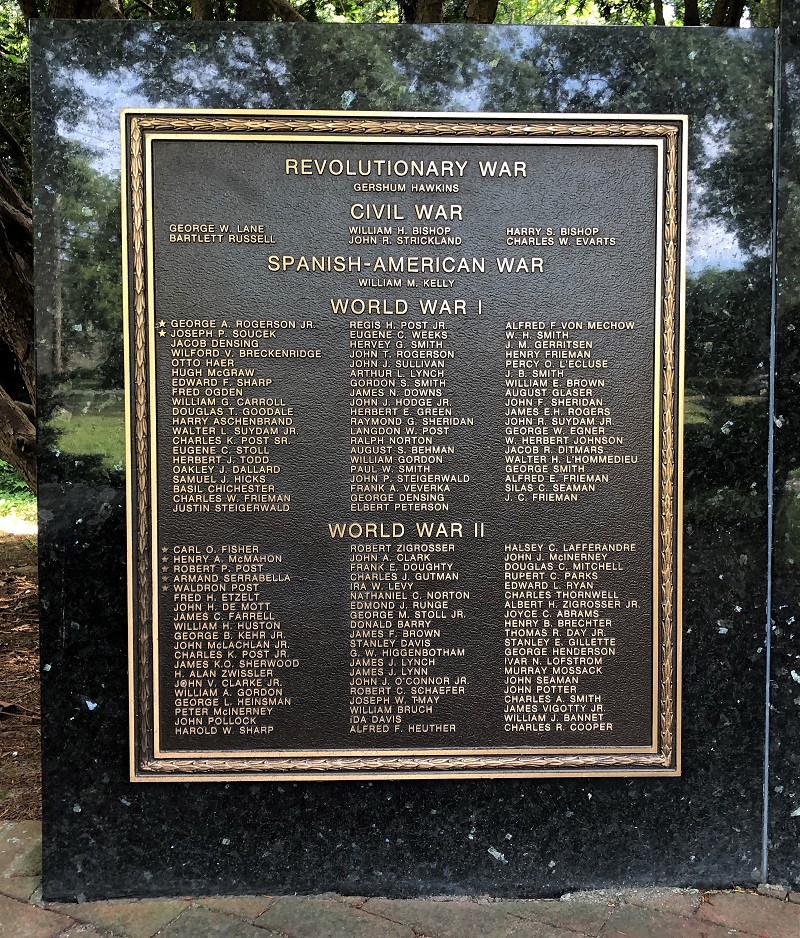 REVOLUTIONARY WAR
GERSHUM HAWKINS
CIVIL WAR
GEORGE W. LANE
BARTLETT RUSSELL
WILLIAM H. BISHOP
JOHN R. STRICKLAND
HARRY S. BISHOP
CHARLES W. EVARTS
SPANISH-AMERICAN WAR
WILLIAM M. KELLY
WORLD WAR I
★ GEORGE A. ROGERSON JR.
★ JOSEPH P. SOUCEK
JACOB DENSING
WILFORD V. BRECKENRIDGE
OTTO HAER
HUGH McGRAW
EDWARD F. SHARP
FRED OGDEN
WILLIAM G. CARROLL
DOUGLAS T. GOODALE
HARRY ASCHENBRAND
WALTER L. SUYDAM JR.
CHARLES K. POST SR.
EUGENE C. STOLL
HERBERT J. TODD
OAKLEY J. DALLARD
SAMUEL J. HICKS
BASIL CHICHESTER
CHARLES W. FRIEMAN
JUSTIN STEIGERWALD
REGIS H. POST JR.
EUGENE C. WEEKS
HERVEY G. SMITH
JOHN T. ROGERSON
JOHN J. SULLIVAN
ARTHUR L. LYNCH
GORDON S. SMITH
JAMES N. DOWNS
JOHN J. HODGE JR.
HERBERT E. GREEN
RAYMOND G. SHERIDAN
LANGDON W. POST
RALPH NORTON
AUGUST S. BEHMAN
WILLIAM GORDON
PAUL W. SMITH
JOHN P. STEIGERWALD
FRANK A. VEVERKA
GEORGE DENSING
ELBERT PETERSON
ALFRED F. VON MECHOW
W. H. SMITH
J. M. GERRITSEN
HENRY FRIEMAN
PERCY O. L'ECLUSE
J. B. SMITH
WILLIAM E. BROWN
AUGUST GLASER
JOHN F. SHERIDAN
JAMES E.H. ROGERS
JOHN R. SUYDAM JR.
GEORGE W. EGNER
W. HERBERT JOHNSON
JACOB R. DITMARS
WALTER H. L'HOMMEDIEU
GEORGE SMITH
ALFRED E. FRIEMAN
SILAS C. SEAMAN
J. C. FRIEMAN
WORLD WAR II
★ CARL O. FISHER
★ HENRY A. McMAHON
★ ROBERT P. POST
★ ARMAND SERRABELLA
★ WALDRON POST
FRED H. ETZELT
JOHN H. DE MOTT
JAMES C. FARRELL
WILLIAM H. HUSTON
GEORGE B. KEHR JR.
JOHN McLACHLAN JR.
CHARLES K. POST JR.
JAMES K.O. SHERWOOD
H. ALAN ZWISSLER
JOHN V. CLARKE JR.
WILLIAM A. GORDON
GEORGE L. HEINSMAN
PETER McINERNEY
JOHN POLLOCK
HAROLD W. SHARP
ROBERT ZIGROSSER
JOHN A. CLARK
FRANK E. DOUGHTY
CHARLES J. GUTMAN
IRA W. LEVY
NATHANIEL C. NORTON
EDMOND J. RUNGE
GEORGE M. STOLL JR.
DONALD BARRY
JAMES F. BROWN
STANLEY DAVIS
G. W. HIGGENBOTHAM
JAMES J. LYNCH
JAMES J. LYNN
JOHN J. O'CONNOR JR.
ROBERT C. SCHAEFER
JOSEPH W. TMAY
WILLIAM BRUCH
IDA DAVIS
ALFRED F. HEUTHER
HALSEY C. LAFFERANDRE
JOHN J. McINERNEY
DOUGLAS C. MITCHELL
RUPERT C. PARKS
EDWARD L. RYAN
CHARLES THORNWELL
ALBERT H. ZIGROSSER JR.
JOYCE C. ABRAMS
HENRY B. BRECHTER
THOMAS R. DAY JR.
STANLEY E. GILLETTE
GEORGE HENDERSON
IVAR N. LOFSTROM
MURRAY MOSSACK
JOHN SEAMAN
JOHN POTTER
CHARLES A. SMITH
JAMES VIGOTTY JR.
WILLIAM J. BANNET
CHARLES R. COOPER